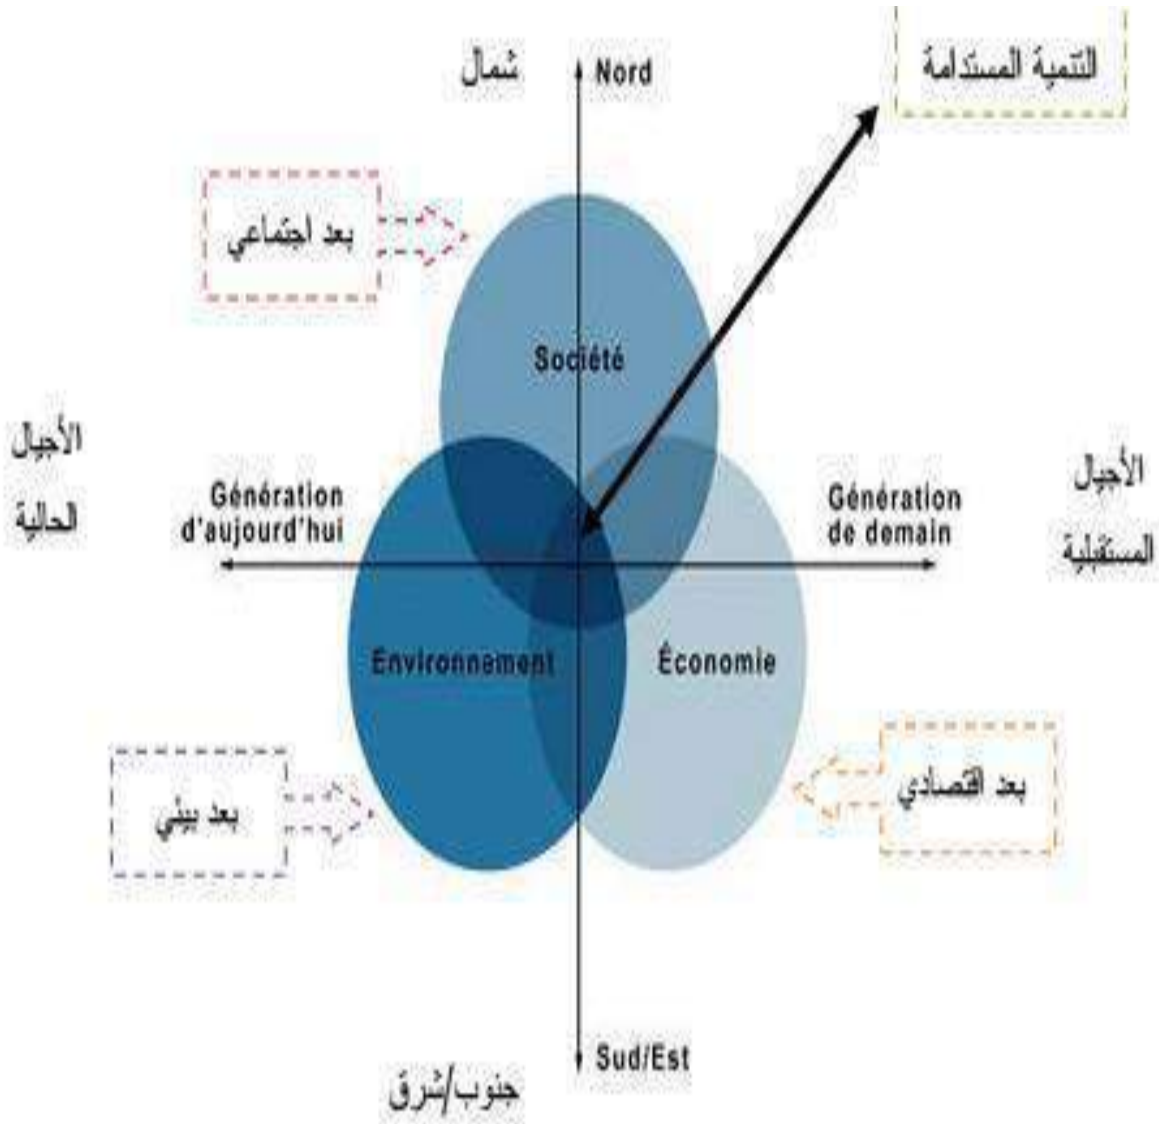 شمال
Nord
التنمية المستدامة
بعد اجتماعي
Société
الأجيال
الحالية
Génération
d'aujourd'hui
Génération
de demain
الأجيال
المستقبلية
Environnement
Économie
بعد بيئي
بعد اقتصادي
Sud/Est
جنوب/شرق